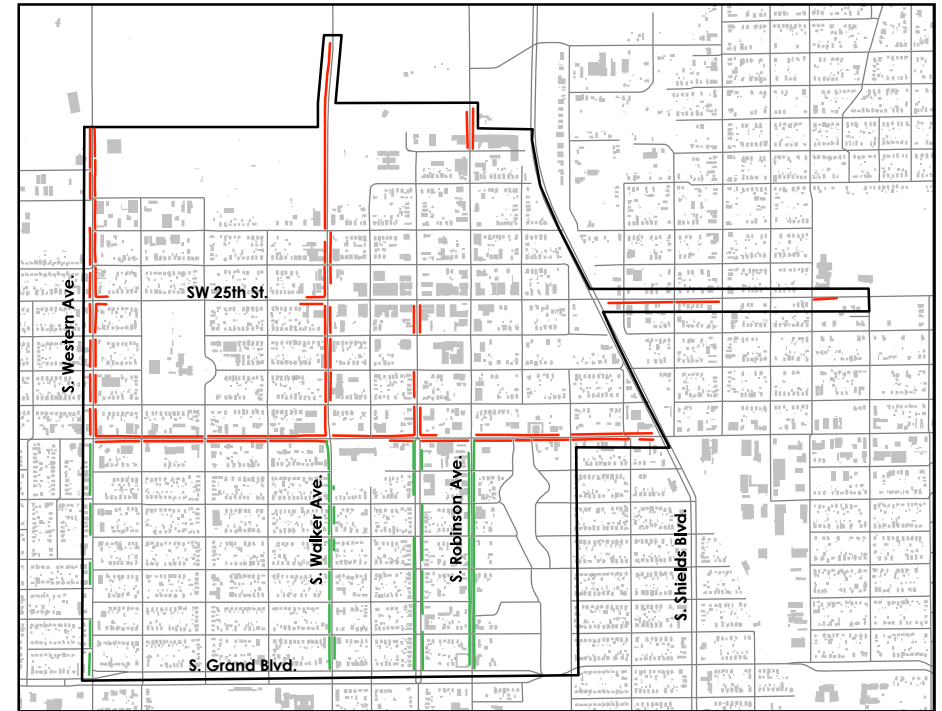 SW 25th St.
S. Western Ave.
S. Walker Ave.
S. Robinson Ave.
S. Shields Blvd.
S. Grand Blvd.